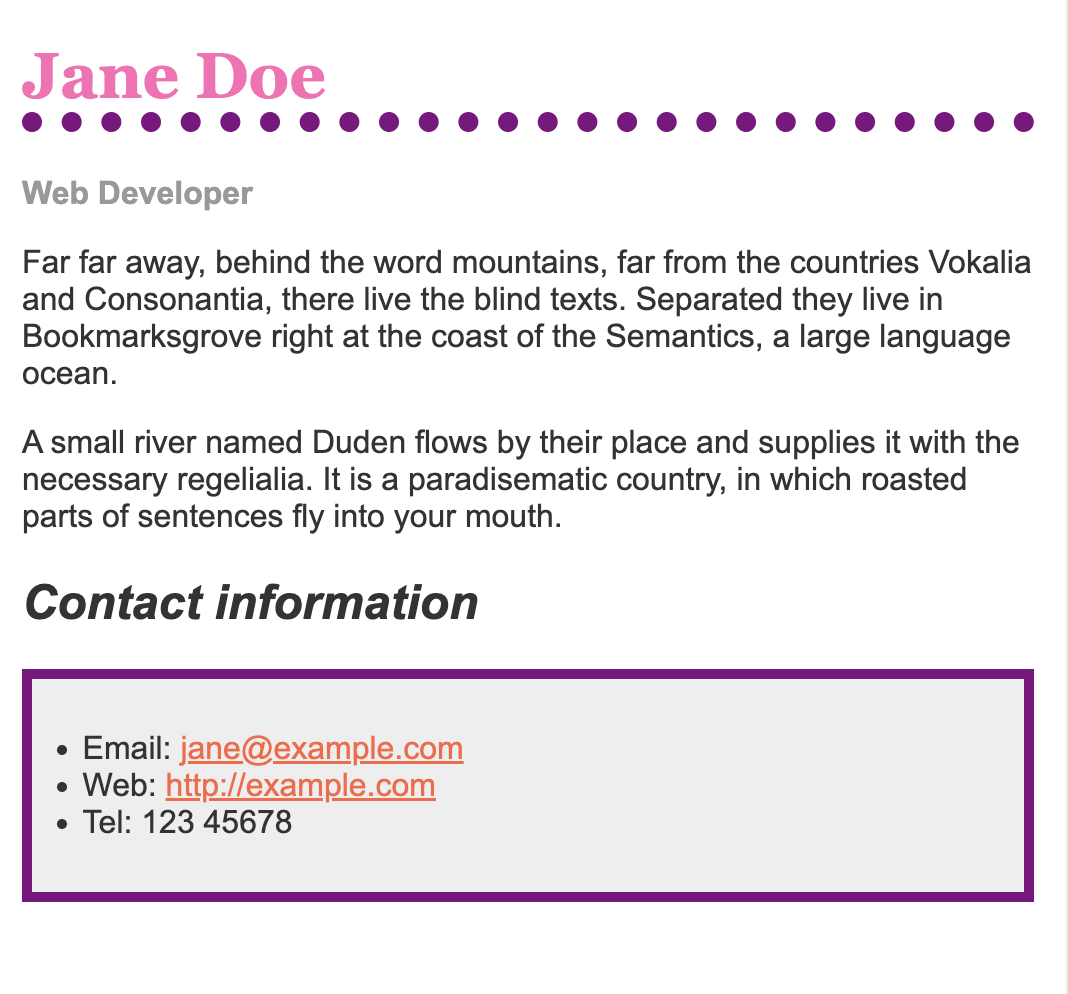 Jane Doe
Web Developer
Far far away, behind the word mountains, far from the countries Vokalia
and Consonantia, there live the blind texts. Separated they live in
Bookmarksgrove right at the coast of the Semantics, a large language
ocean.
A small river named Duden flows by their place and supplies it with the
necessary regelialia. It is a paradisematic country, in which roasted
parts of sentences fly into your mouth.
Contact information
• Email: jane@example.com
• Web: http://example.com
• Tel: 123 45678